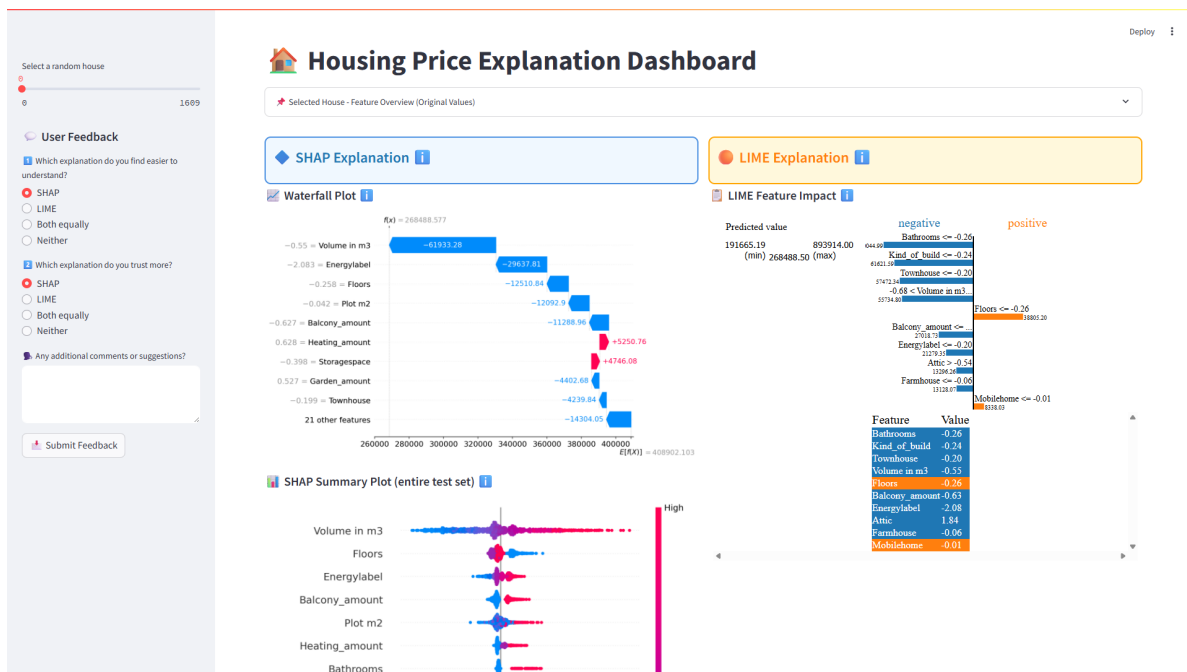 Deploy
Select a random house
0
0 1609
User Feedback
1 Which explanation do you find easier to
understand?
SHAP
LIME
Both equally
Neither
2 Which explanation do you trust more?
SHAP
LIME
Both equally
Neither
Any additional comments or suggestions?
Submit Feedback
Housing Price Explanation Dashboard
Selected House - Feature Overview (Original Values)
SHAP Explanation i
Waterfall Plot i
f(x) = 268488.577
−0.55 = Volume in m3 −61933.28
−2.083 = Energylabel −29637.81
−0.258 = Floors −12510.84
−0.042 = Plot m2 −12092.9
−0.627 = Balcony_amount −11288.96
0.628 = Heating_amount +5250.76
−0.398 = Storagespace +4746.08
0.527 = Garden_amount −4402.68
−0.199 = Townhouse −4239.84
21 other features −14304.05
260000 280000 300000 320000 340000 360000 380000 400000
E[f(X)] = 408902.103
SHAP Summary Plot (entire test set) i
High
Volume in m3
Floors
Energylabel
Balcony_amount
Plot m2
Heating_amount
Bathrooms
LIME Explanation i
LIME Feature Impact i
Predicted value
191665.19 893914.00
(min) 268488.50 (max)
negative positive
Bathrooms <= -0.26
Kind_of_build <= -0.24
61621.59
Townhouse <= -0.20
57472.34
-0.68 < Volume in m3...
55734.80
Floors <= -0.26
38805.20
Balcony_amount <= ...
27018.73
Energylabel <= -0.20
21279.35
Attic > -0.54
13296.26
Farmhouse <= -0.06
13128.07
Mobilehome <= -0.01
8338.03
Feature Value
Bathrooms -0.26
Kind_of_build -0.24
Townhouse -0.20
Volume in m3 -0.55
Floors -0.26
Balcony_amount -0.63
Energylabel -2.08
Attic 1.84
Farmhouse -0.06
Mobilehome -0.01